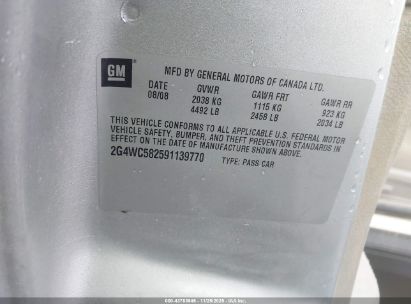 GM
MFD BY GENERAL MOTORS OF CANADA LTD.
DATE GVWR GAWR FRT GAWR RR
08/08 2038 KG 1115 KG 923 KG
4492 LB 2458 LB 2034 LB
THIS VEHICLE CONFORMS TO ALL APPLICABLE U.S. FEDERAL MOTOR
VEHICLE SAFETY, BUMPER, AND THEFT PREVENTION STANDARDS IN
EFFECT ON THE DATE OF MANUFACTURE SHOWN ABOVE.
2G4WC582591139770 TYPE: PASS CAR